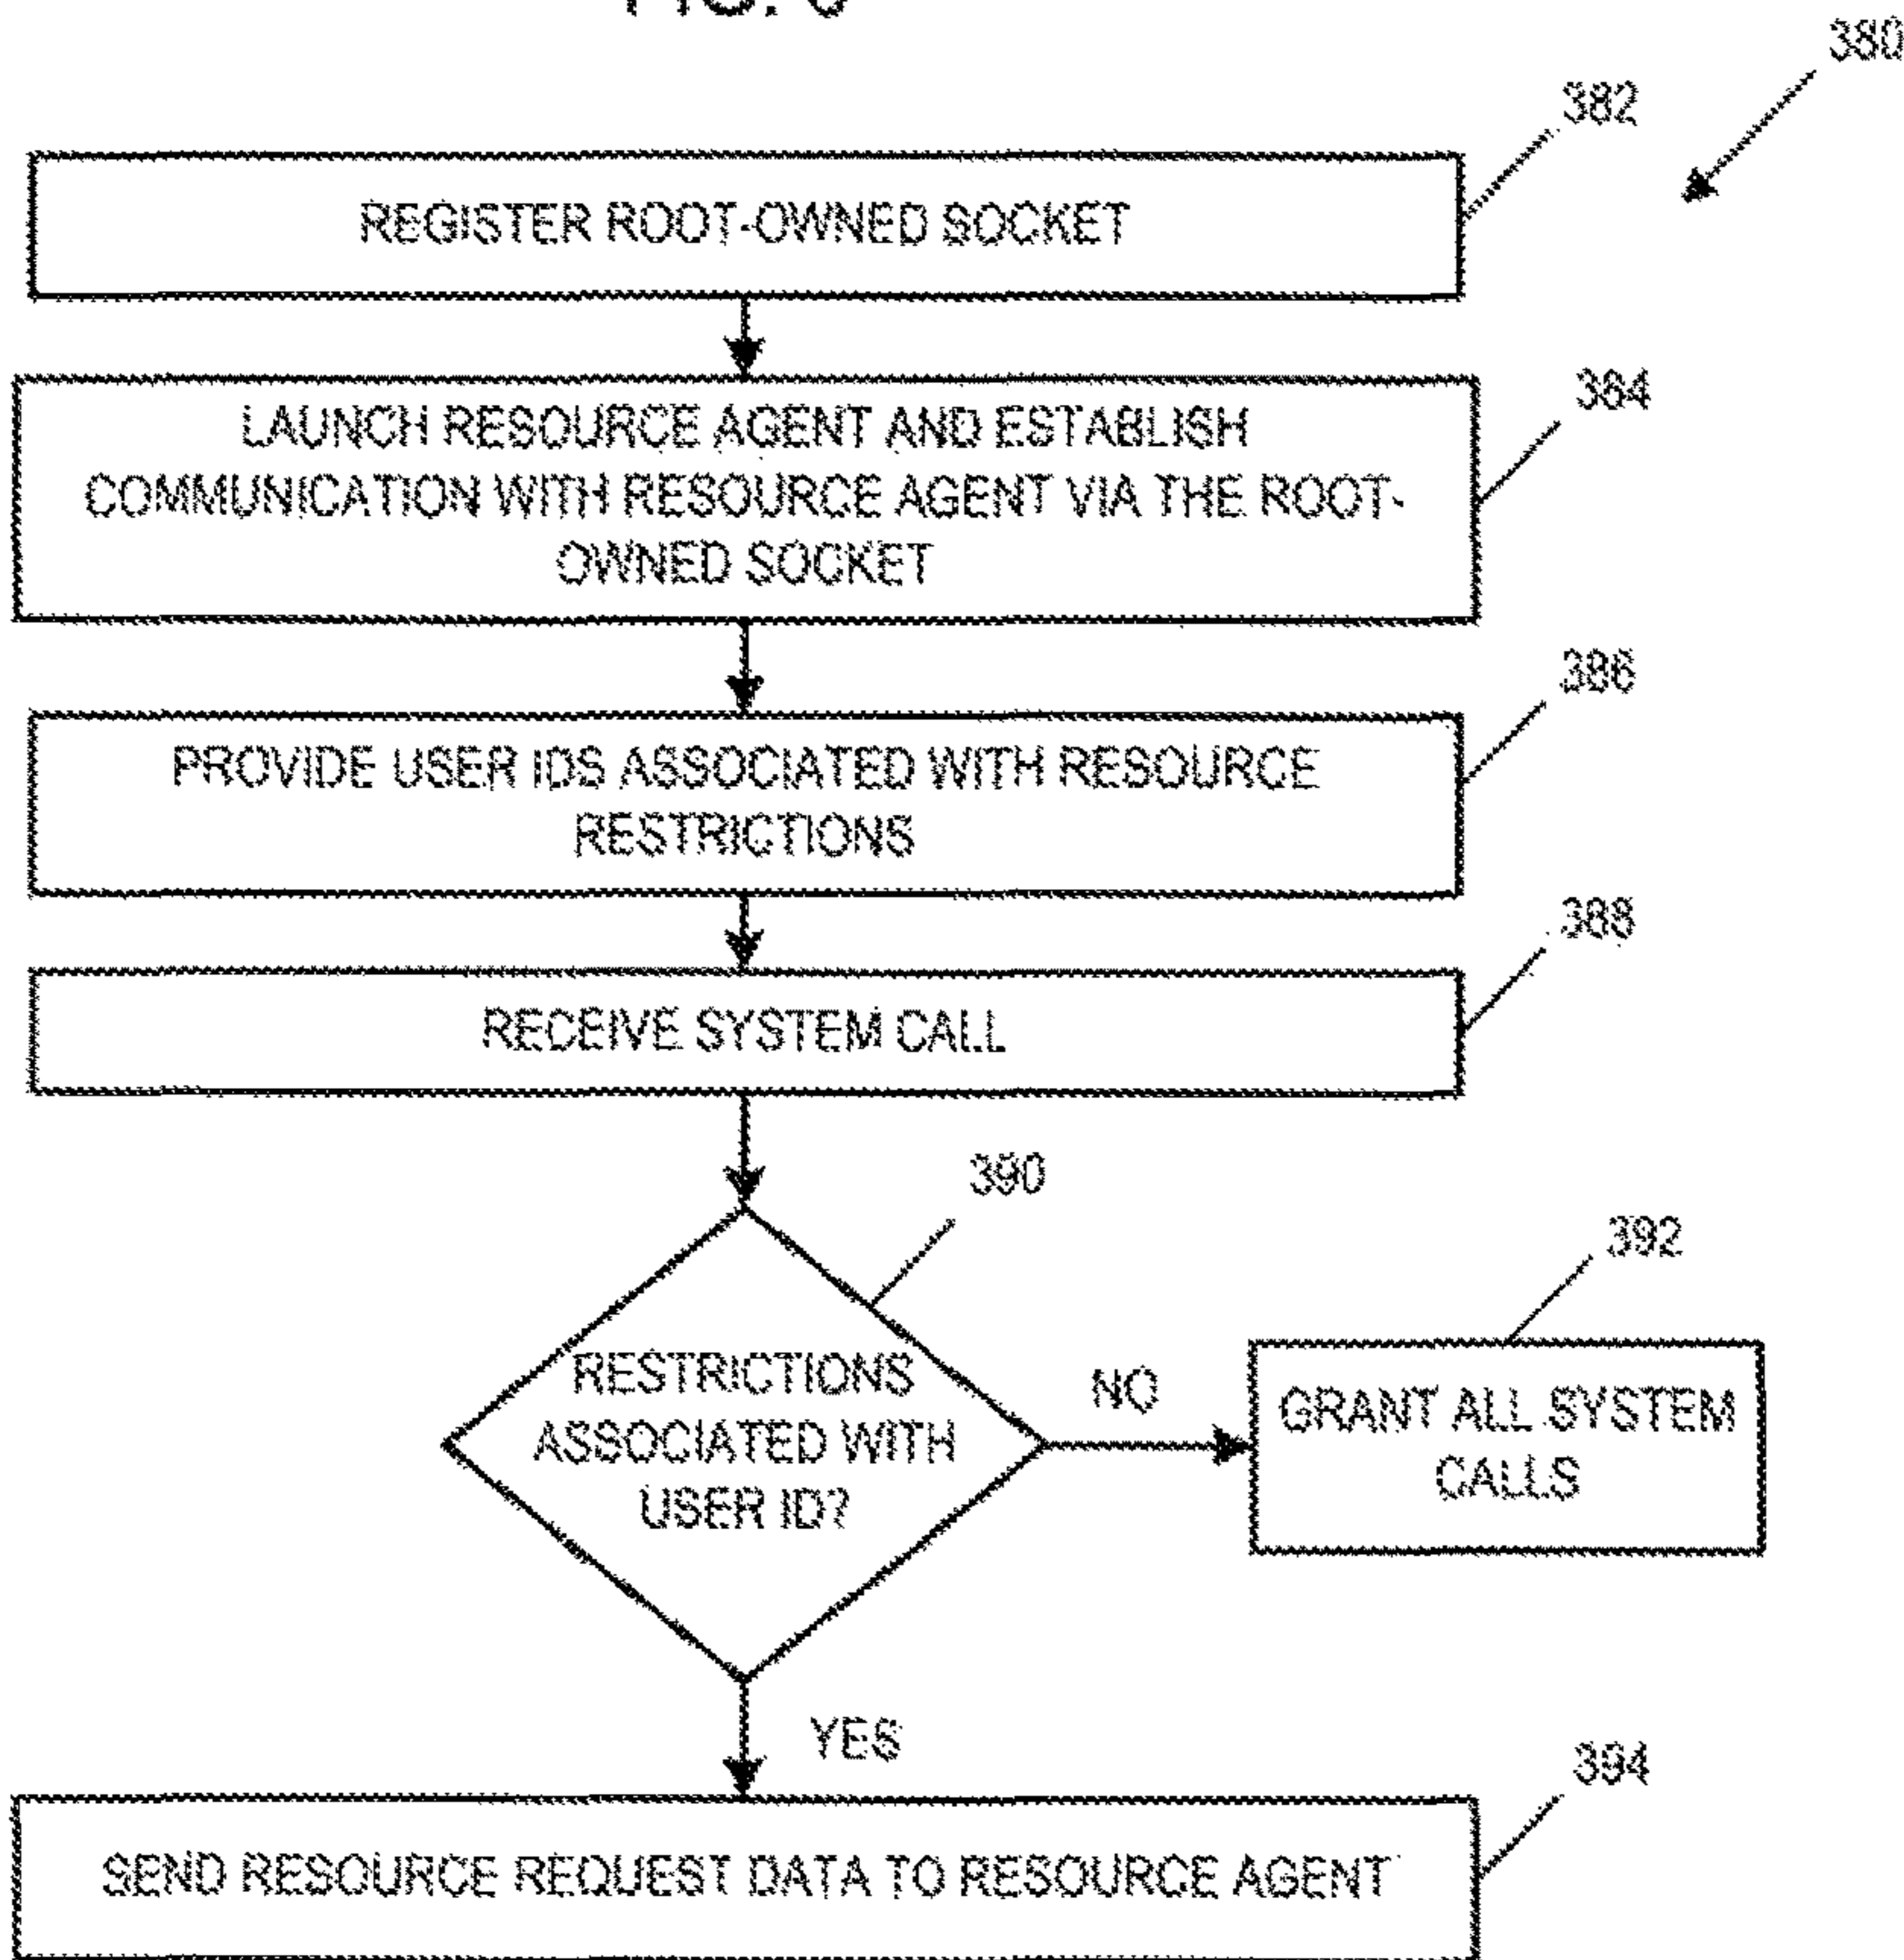 380
382
REGISTER ROOT-OWNED SOCKET
384
LAUNCH RESOURCE AGENT AND ESTABLISH
COMMUNICATION WITH RESOURCE AGENT VIA THE ROOT-
OWNED SOCKET
386
PROVIDE USER IDS ASSOCIATED WITH RESOURCE
RESTRICTIONS
388
RECEIVE SYSTEM CALL
390
RESTRICTIONS
ASSOCIATED WITH
USER ID?
NO
392
GRANT ALL SYSTEM
CALLS
YES
394
SEND RESOURCE REQUEST DATA TO RESOURCE AGENT